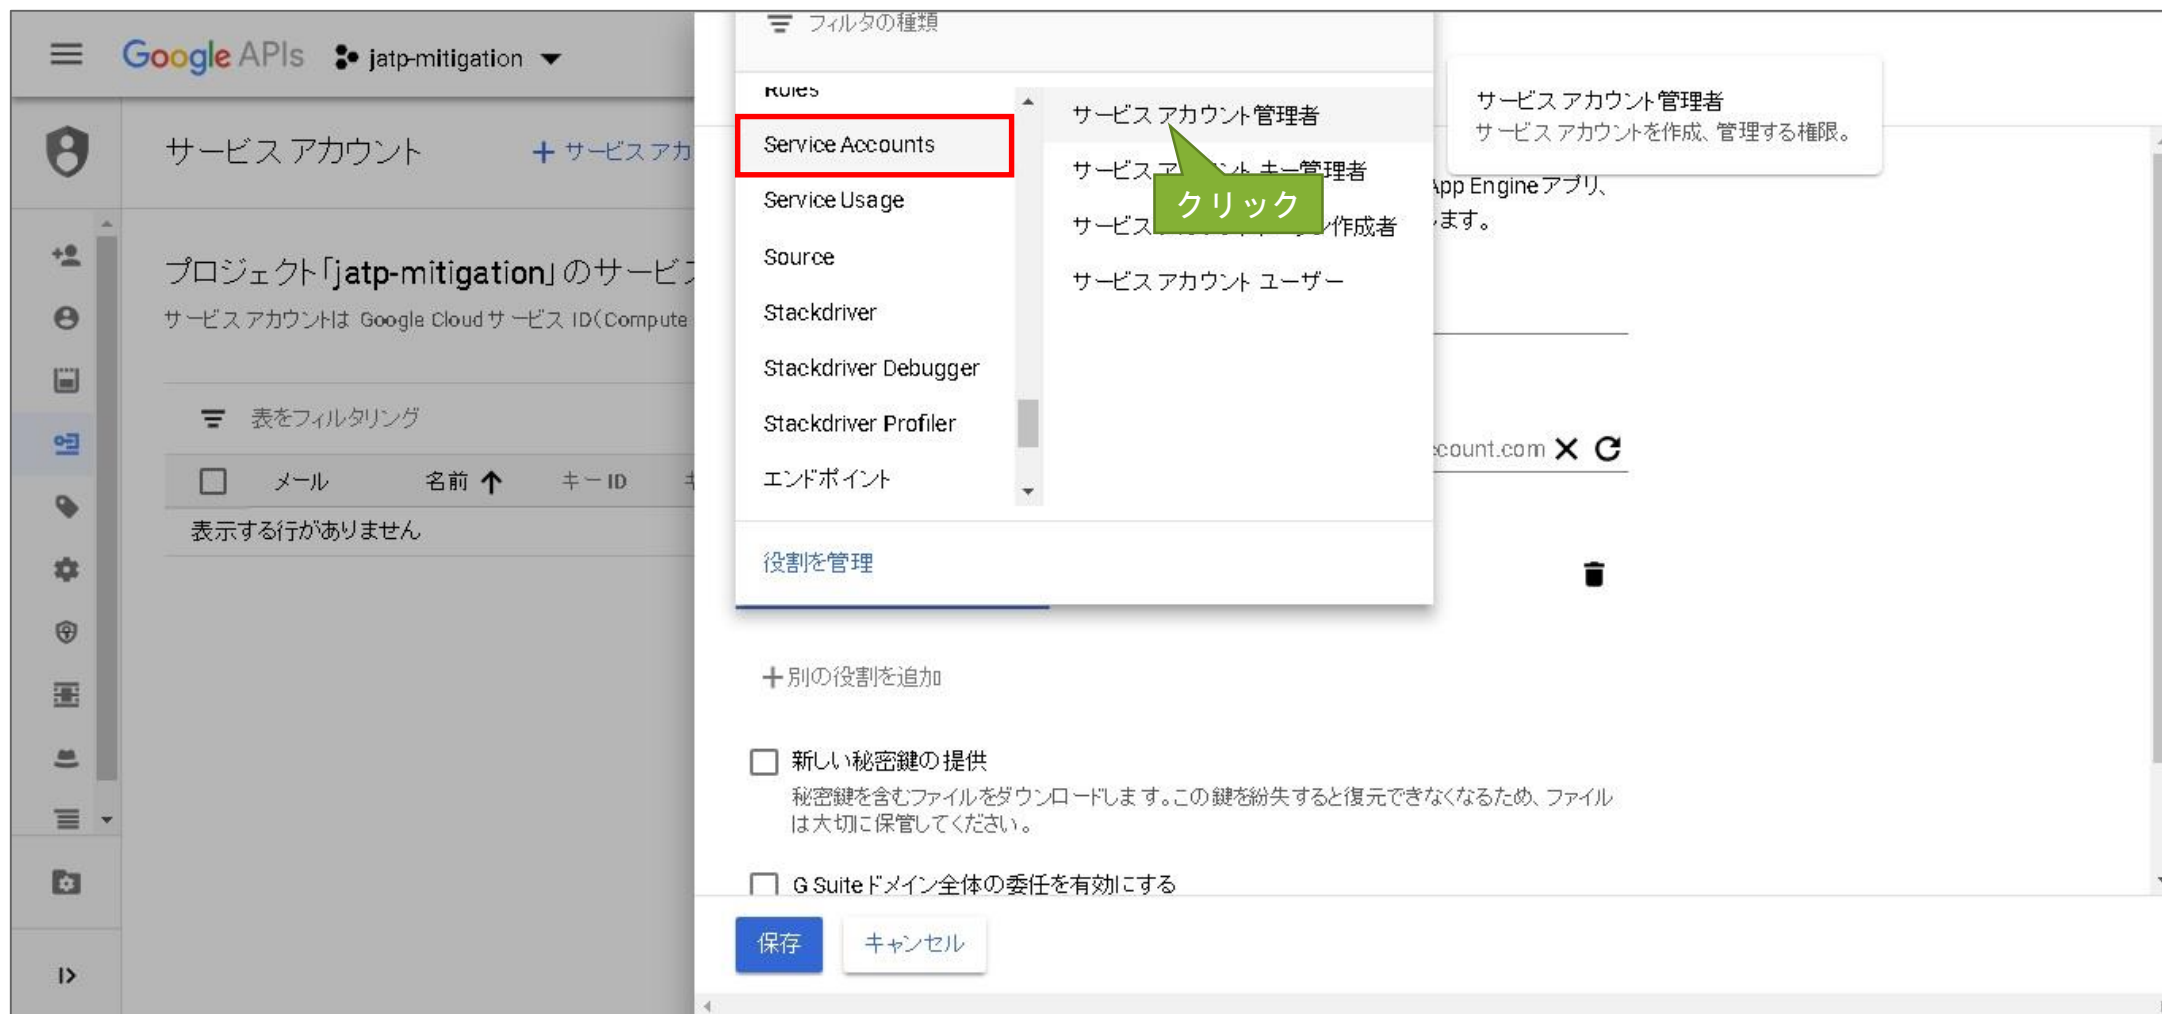 Google APIs jatp-mitigation
サービス アカウント
＋ サービス アカ
プロジェクト「jatp-mitigation」のサービス
サービス アカウントは Google Cloud サービス ID（Compute
表をフィルタリング
メール 名前 キー ID
表示する行がありません
フィルタの種類
Roles
Service Accounts
Service Usage
Source
Stackdriver
Stackdriver Debugger
Stackdriver Profiler
エンドポイント
サービス アカウント管理者
キー管理者
作成者
サービス アカウント ユーザー
クリック
役割を管理
サービス アカウント管理者
サービス アカウントを作成、管理する権限。
App Engine アプリ、
ます。
count.com
＋別の役割を追加
新しい秘密鍵の提供
秘密鍵を含むファイルをダウンロードします。この鍵を紛失すると復元できなくなるため、ファイル
は大切に保管してください。
G Suite ドメイン全体の委任を有効にする
保存
キャンセル